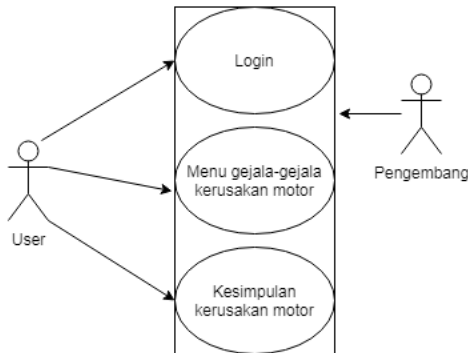 Login
Menu gejala-gejala
kerusakan motor
Pengembang
User
Kesimpulan
kerusakan motor